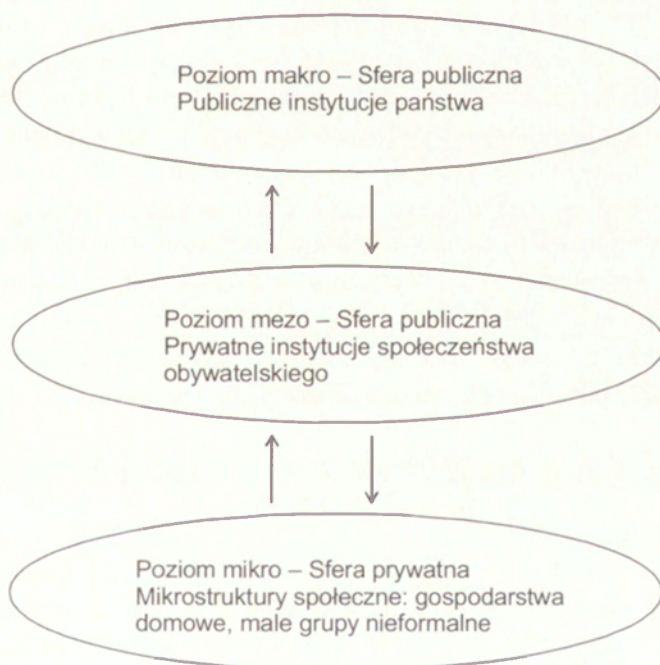 Poziom makro – Sfera publiczna
Publiczne instytucje państwa
Poziom mezo – Sfera publiczna
Prywatne instytucje społeczeństwa
obywatelskiego
Poziom mikro – Sfera prywatna
Mikrostruktury społeczne: gospodarstwa
domowe, male grupy nieformalne